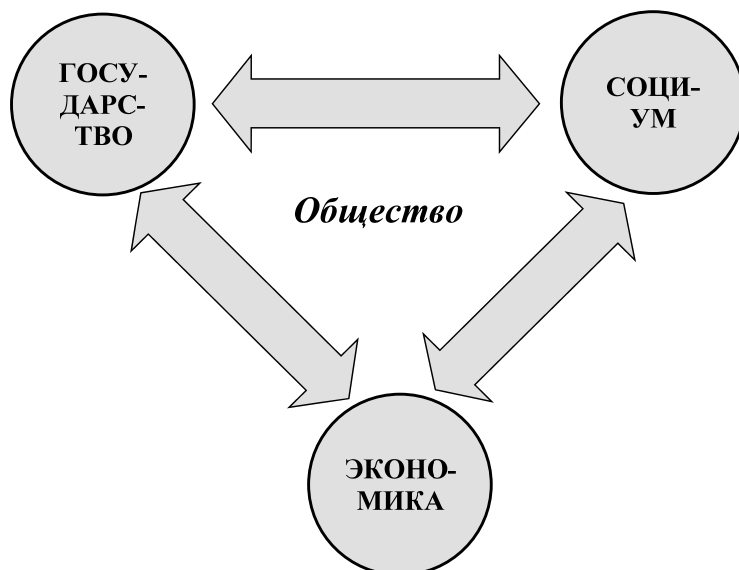 ГОСУ-
ДАРС-
ТВО
СОЦИ-
УМ
Общество
ЭКОНО-
МИКА